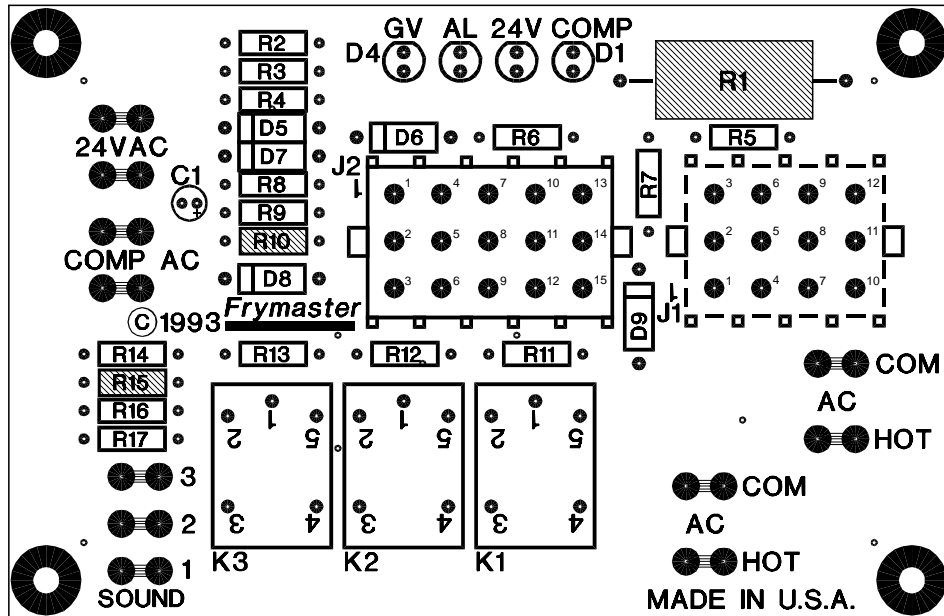 GV AL 24V COMP
D4 D1
R2
R3
R4
D5
D7
R8
R9
R10
D8
R1
24VAC
C1
+
COMP AC
D6
R6
R7
R5
J2
1
1 4 7 10 13
2 5 8 11 14
3 6 9 12 15
3 6 9 12
2 5 8 11
1 4 7 10
J1
1
D9
© 1993 Frymaster
R14
R15
R16
R17
R13
R12
R11
1
2 5
3 4
K3
1
2 5
3 4
K2
1
2 5
3 4
K1
3
2
1
SOUND
COM
AC
HOT
COM
AC
HOT
MADE IN U.S.A.